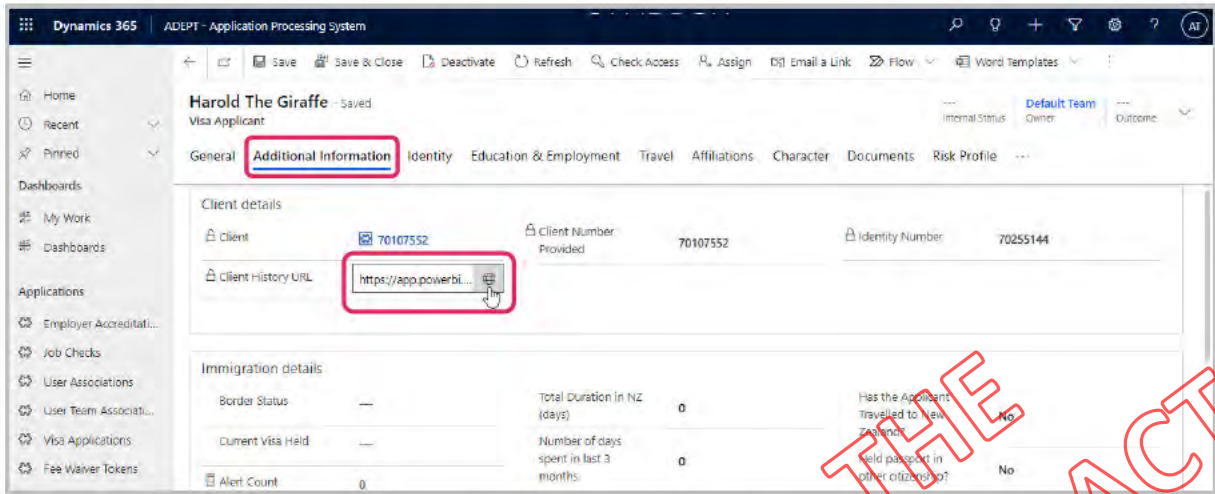 Dynamics 365 ADEPT - Application Processing System ? AT
Save Save & Close Deactivate Refresh Check Access Assign Email a Link Flow Word Templates
Home
Recent
Pinned
Dashboards
My Work
Dashboards
Applications
Employer Accreditati...
Job Checks
User Associations
User Team Associati...
Visa Applications
Fee Waiver Tokens
Harold The Giraffe - Saved
Visa Applicant
--- Internal Status
Default Team Owner
--- Outcome
General Additional Information Identity Education & Employment Travel Affiliations Character Documents Risk Profile ...
Client details
Client 70107552 Client Number Provided 70107552 Identity Number 70255144
Client History URL https://app.powerbi....
Immigration details
Border Status ---
Total Duration in NZ (days) 0
Has the Applicant Travelled to New Zealand? No
Current Visa Held ---
Number of days spent in last 3 months 0
Held passport in other citizenship? No
Alert Count 0
THE
ACT